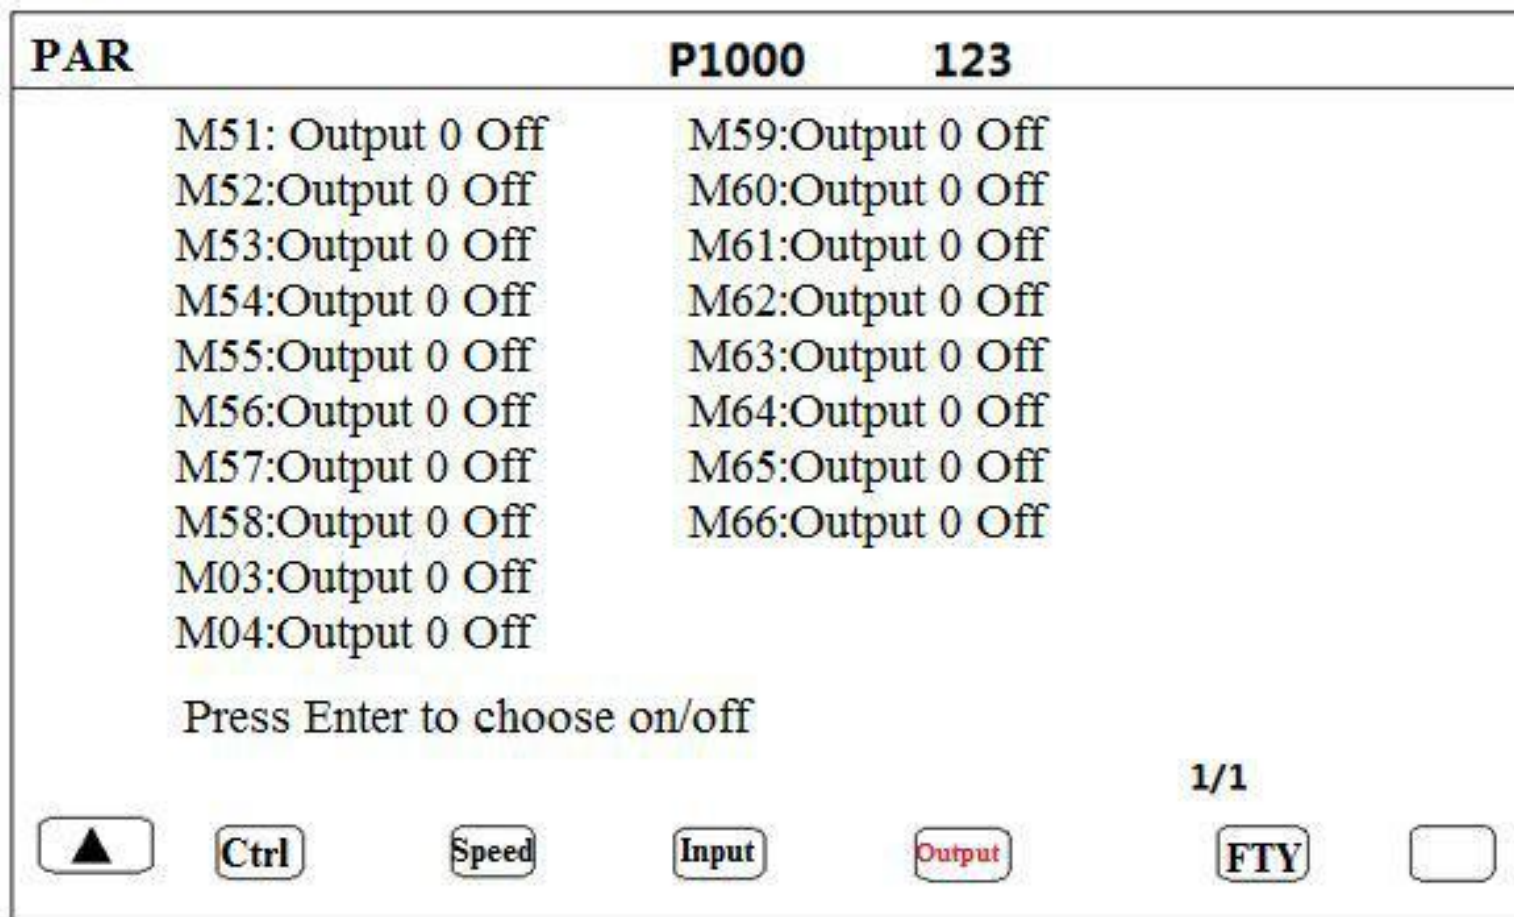 PAR P1000 123
M51: Output 0 Off M59:Output 0 Off
M52:Output 0 Off M60:Output 0 Off
M53:Output 0 Off M61:Output 0 Off
M54:Output 0 Off M62:Output 0 Off
M55:Output 0 Off M63:Output 0 Off
M56:Output 0 Off M64:Output 0 Off
M57:Output 0 Off M65:Output 0 Off
M58:Output 0 Off M66:Output 0 Off
M03:Output 0 Off
M04:Output 0 Off
Press Enter to choose on/off
1/1
▲ Ctrl Speed Input Output FTY